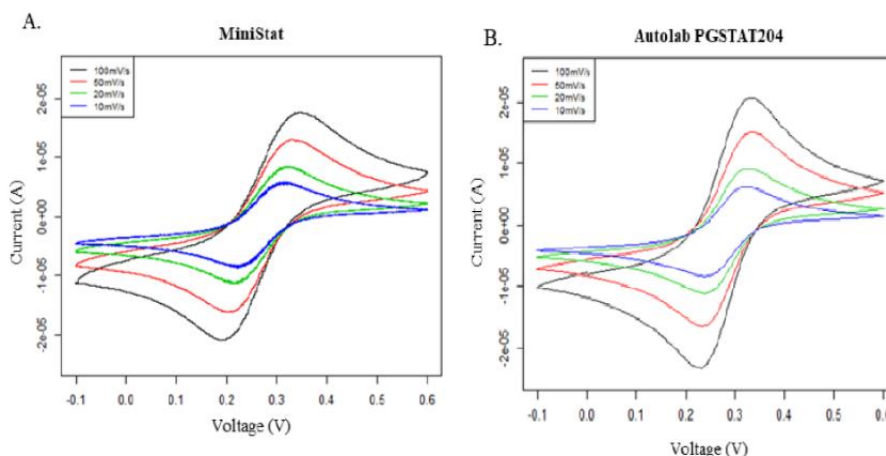 A.
MiniStat
100mV/s
50mV/s
20mV/s
10mV/s
2e-05
1e-05
0e+00
-1e-05
-2e-05
Current (A)
-0.1 0.0 0.1 0.2 0.3 0.4 0.5 0.6
Voltage (V)
B.
Autolab PGSTAT204
100mV/s
50mV/s
20mV/s
10mV/s
2e-05
1e-05
0e+00
-1e-05
-2e-05
Current (A)
-0.1 0.0 0.1 0.2 0.3 0.4 0.5
Voltage (V)